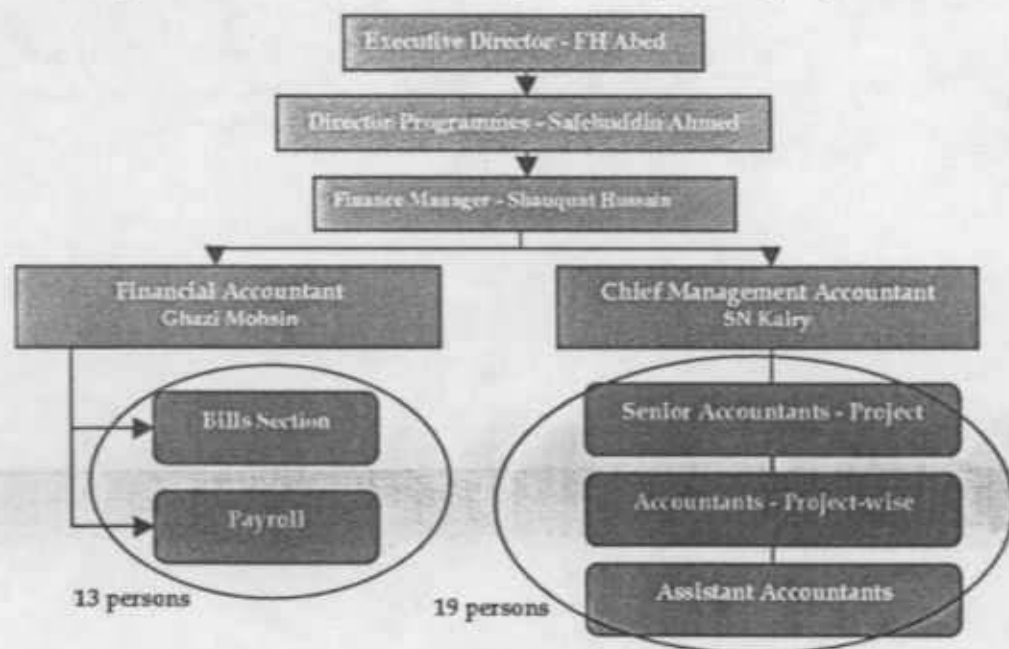 Executive Director - FH Abed
Director Programmes - Safehuddin Ahmed
Finance Manager - Shauquat Hussain
Financial Accountant
Ghazi Mohsin
Chief Management Accountant
SN Kairy
Bills Section
Payroll
13 persons
Senior Accountants - Project
Accountants - Project-wise
Assistant Accountants
19 persons